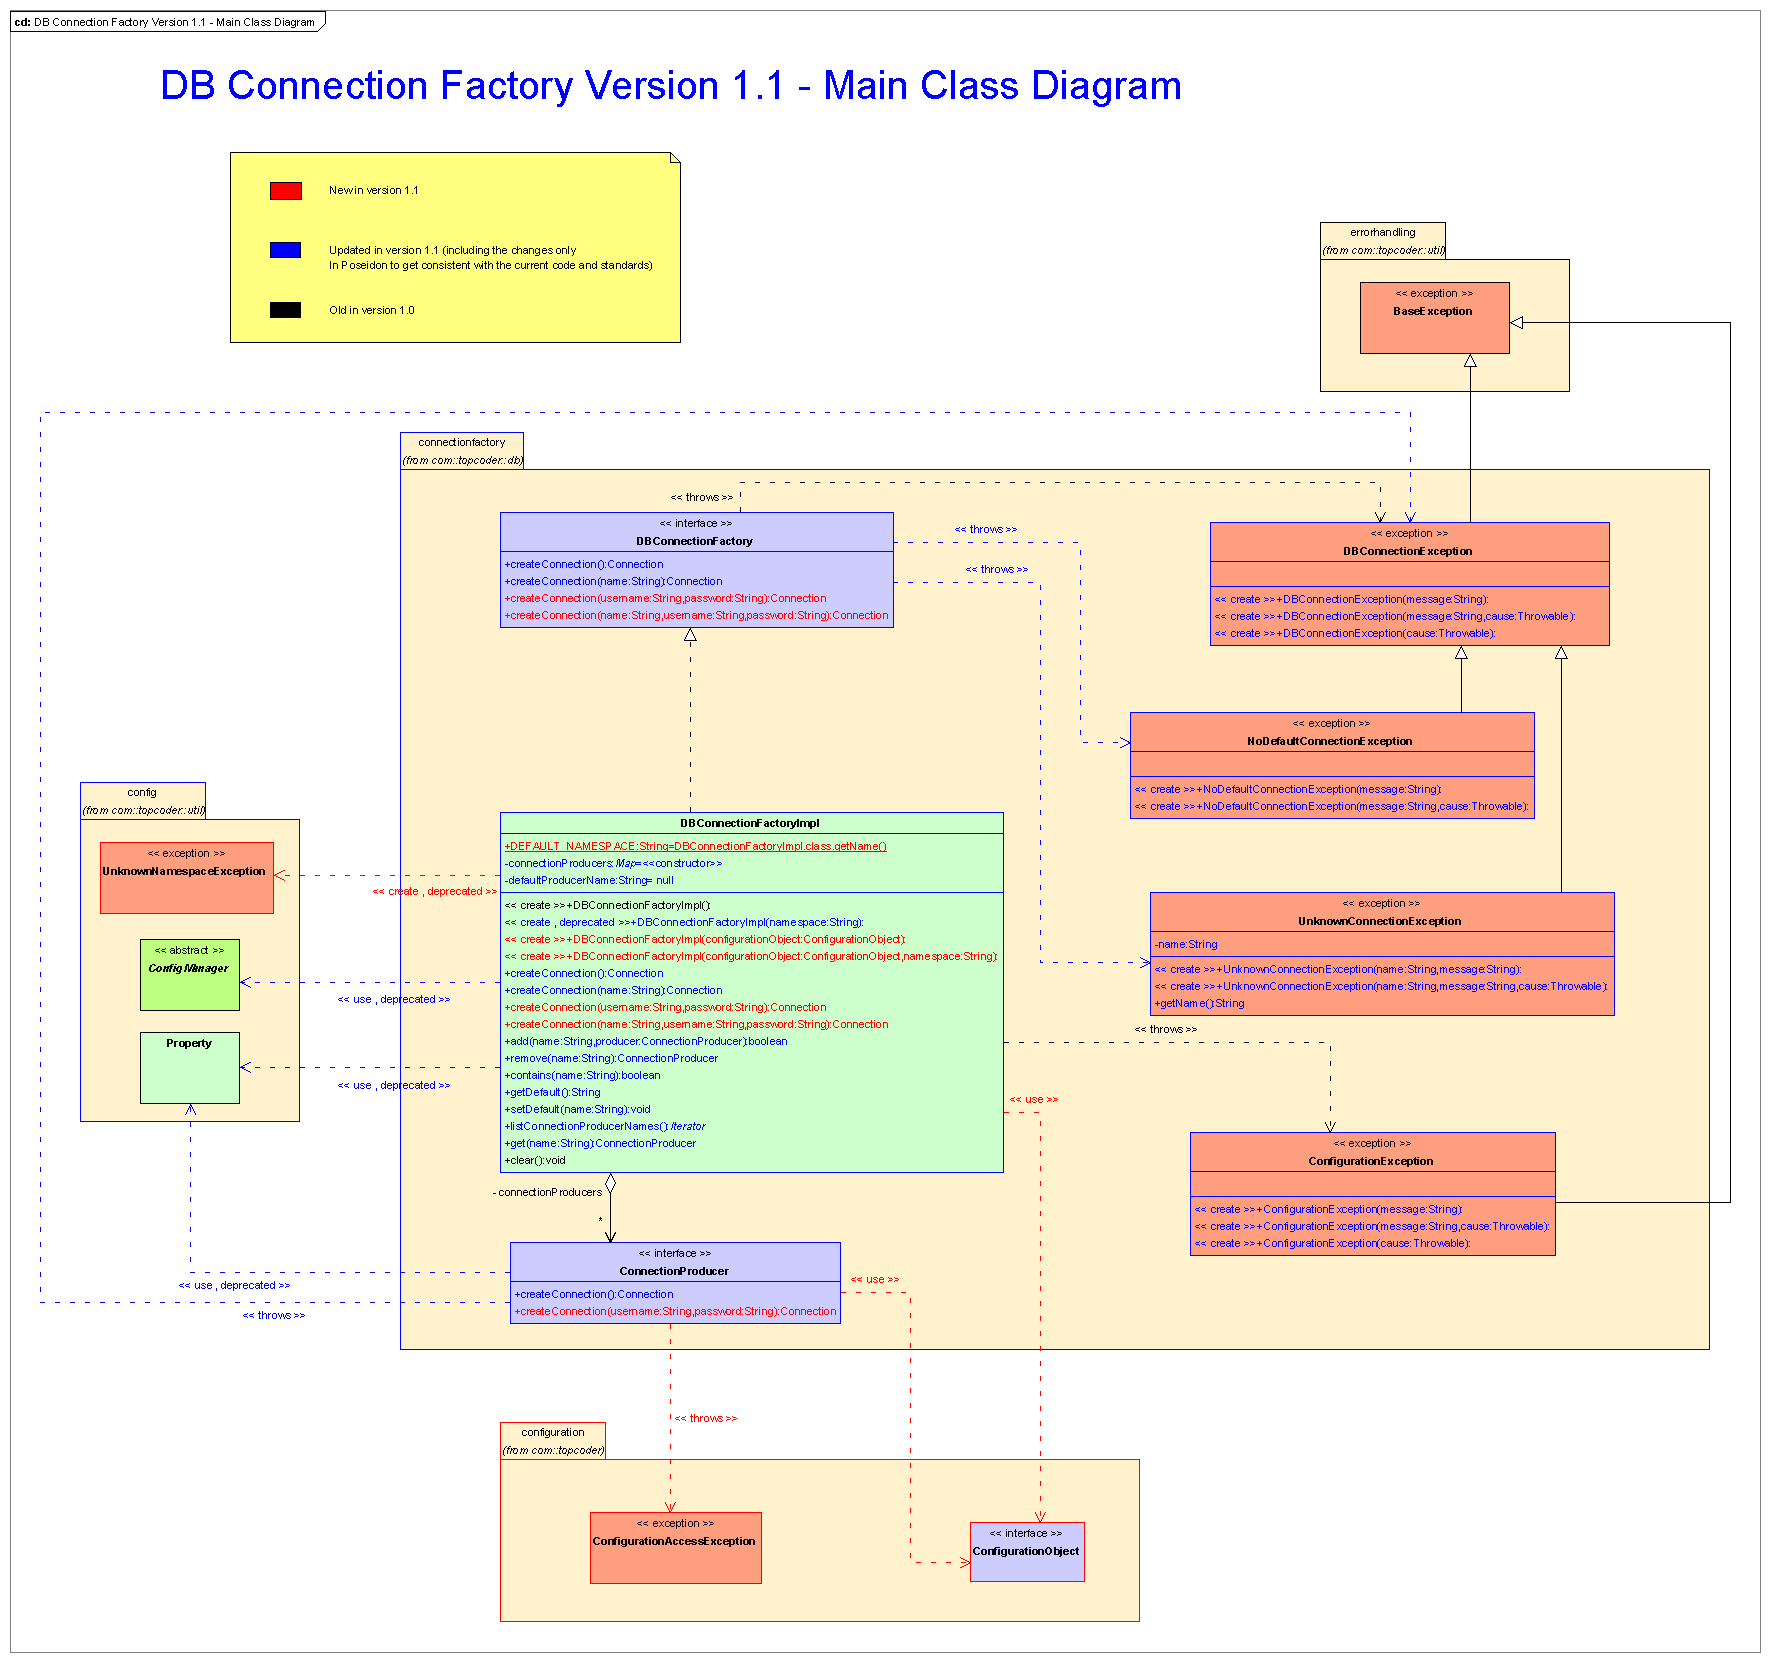 cd: DB Connection Factory Version 1.1 - Main Class Diagram
DB Connection Factory Version 1.1 - Main Class Diagram
New in version 1.1
Updated in version 1.1 (including the changes only
In Poseidon to get consistent with the current code and standards)
Old in version 1.0
errorhandling
(from com::topcoder::util)
<< exception >>
BaseException
connectionfactory
(from com::topcoder::db)
<< throws >>
<< interface >>
DBConnectionFactory
+createConnection():Connection
+createConnection(name:String):Connection
+createConnection(username:String,password:String):Connection
+createConnection(name:String,username:String,password:String):Connection
<< throws >>
<< throws >>
<< exception >>
DBConnectionException
<< create >>+DBConnectionException(message:String):
<< create >>+DBConnectionException(message:String,cause:Throwable):
<< create >>+DBConnectionException(cause:Throwable):
<< exception >>
NoDefaultConnectionException
<< create >>+NoDefaultConnectionException(message:String):
<< create >>+NoDefaultConnectionException(message:String,cause:Throwable):
config
(from com::topcoder::util)
<< exception >>
UnknownNamespaceException
<< create , deprecated >>
<< abstract >>
ConfigManager
<< use , deprecated >>
Property
<< use , deprecated >>
DBConnectionFactoryImpl
+DEFAULT_NAMESPACE:String=DBConnectionFactoryImpl.class.getName()
-connectionProducers:Map=<<constructor>>
-defaultProducerName:String= null
<< create >>+DBConnectionFactoryImpl():
<< create , deprecated >>+DBConnectionFactoryImpl(namespace:String):
<< create >>+DBConnectionFactoryImpl(configurationObject:ConfigurationObject):
<< create >>+DBConnectionFactoryImpl(configurationObject:ConfigurationObject,namespace:String):
+createConnection():Connection
+createConnection(name:String):Connection
+createConnection(username:String,password:String):Connection
+createConnection(name:String,username:String,password:String):Connection
+add(name:String,producer:ConnectionProducer):boolean
+remove(name:String):ConnectionProducer
+contains(name:String):boolean
+getDefault():String
+setDefault(name:String):void
+listConnectionProducerNames():Iterator
+get(name:String):ConnectionProducer
+clear():void
<< exception >>
UnknownConnectionException
-name:String
<< create >>+UnknownConnectionException(name:String,message:String):
<< create >>+UnknownConnectionException(name:String,message:String,cause:Throwable):
+getName():String
<< throws >>
<< use >>
<< exception >>
ConfigurationException
<< create >>+ConfigurationException(message:String):
<< create >>+ConfigurationException(message:String,cause:Throwable):
<< create >>+ConfigurationException(cause:Throwable):
- connectionProducers
*
<< interface >>
ConnectionProducer
+createConnection():Connection
+createConnection(username:String,password:String):Connection
<< use >>
<< use , deprecated >>
<< throws >>
<< throws >>
configuration
(from com::topcoder)
<< exception >>
ConfigurationAccessException
<< interface >>
ConfigurationObject